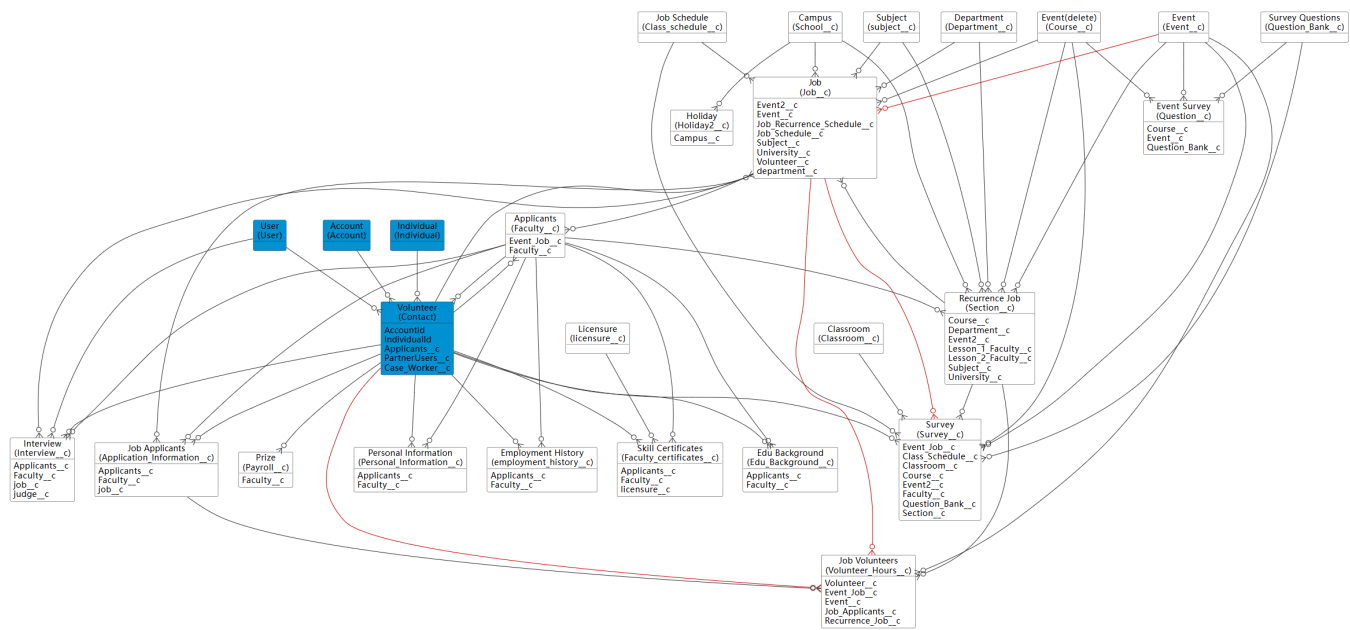 Job Schedule
(Class_schedule__c)
Campus
(School__c)
Subject
(subject__c)
Department
(Department__c)
Event(delete)
(Course__c)
Event
(Event__c)
Survey Questions
(Question_Bank__c)
Job
(Job__c)
Event2__c
Event__c
Job_Recurrence_Schedule__c
Job_Schedule__c
Subject__c
University__c
Volunteer__c
department__c
Holiday
(Holiday2__c)
Campus__c
Event Survey
(Question__c)
Course__c
Event__c
Question_Bank__c
User
(User)
Account
(Account)
Individual
(Individual)
Applicants
(Faculty__c)
Event_Job__c
Faculty__c
Volunteer
(Contact)
AccountId
IndividualId
Applicants__c
PartnerUsers__c
Case_Worker__c
Licensure
(licensure__c)
Classroom
(Classroom__c)
Recurrence Job
(Section__c)
Course__c
Department__c
Event2__c
Lesson_1_Faculty__c
Lesson_2_Faculty__c
Subject__c
University__c
Interview
(Interview__c)
Applicants__c
Faculty__c
job__c
judge__c
Job Applicants
(Application_Information__c)
Applicants__c
Faculty__c
job__c
Prize
(Payroll__c)
Faculty__c
Personal Information
(Personal_Information__c)
Applicants__c
Faculty__c
Employment History
(employment_history__c)
Applicants__c
Faculty__c
Skill Certificates
(Faculty_certificates__c)
Applicants__c
Faculty__c
licensure__c
Edu Background
(Edu_Background__c)
Applicants__c
Faculty__c
Survey
(Survey__c)
Event_Job__c
Class_Schedule__c
Classroom__c
Course__c
Event2__c
Faculty__c
Question_Bank__c
Section__c
Job Volunteers
(Volunteer_Hours__c)
Volunteer__c
Event_Job__c
Event__c
Job_Applicants__c
Recurrence_Job__c